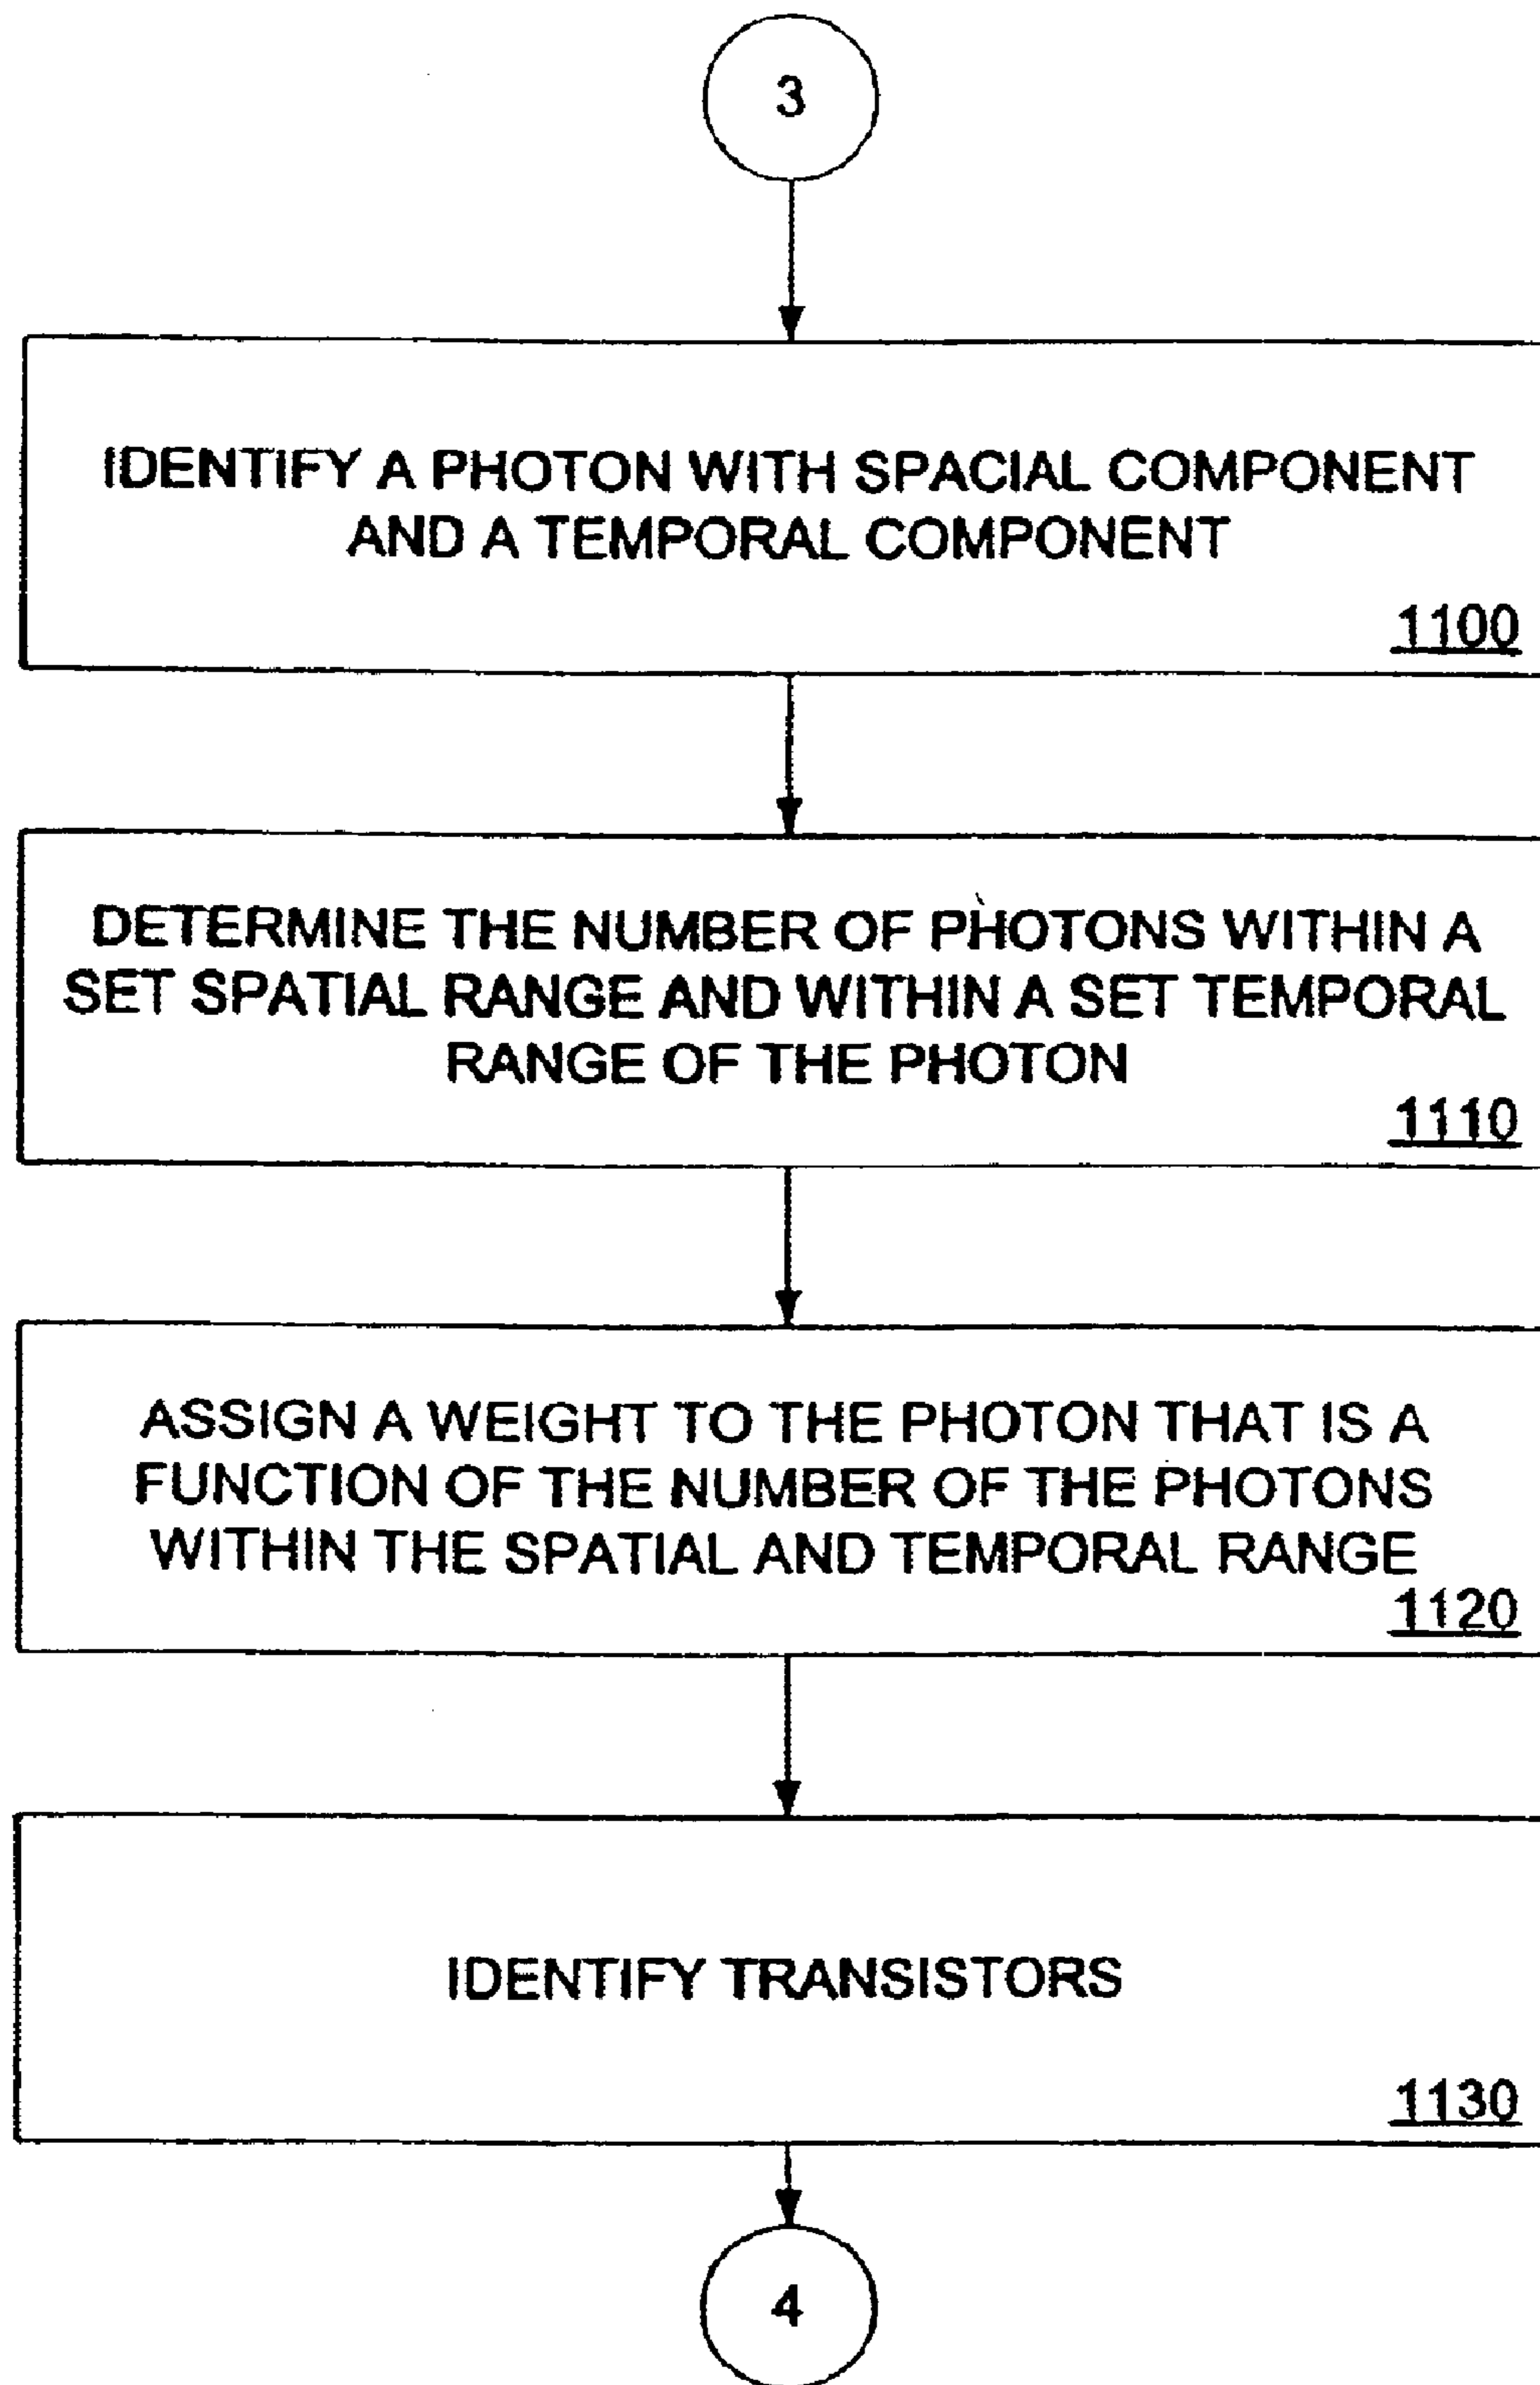 3
IDENTIFY A PHOTON WITH SPACIAL COMPONENT
AND A TEMPORAL COMPONENT
1100
DETERMINE THE NUMBER OF PHOTONS WITHIN A
SET SPATIAL RANGE AND WITHIN A SET TEMPORAL
RANGE OF THE PHOTON
1110
ASSIGN A WEIGHT TO THE PHOTON THAT IS A
FUNCTION OF THE NUMBER OF THE PHOTONS
WITHIN THE SPATIAL AND TEMPORAL RANGE
1120
IDENTIFY TRANSISTORS
1130
4